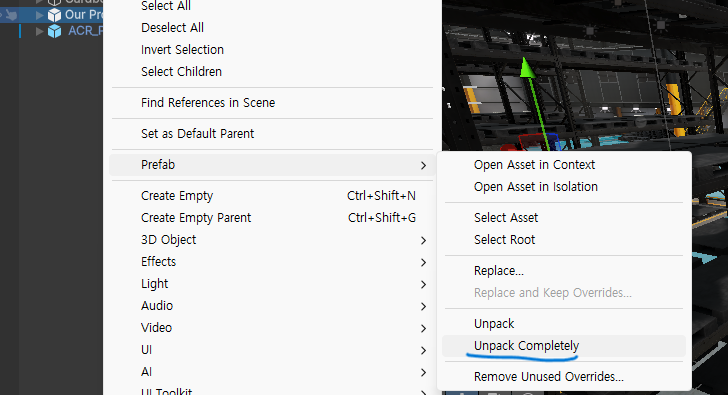 Select All
Our Pr
Deselect All
ACR_F
Invert Selection
Select Children
Find References in Scene
Set as Default Parent
Prefab
Open Asset in Context
Open Asset in Isolation
Create Empty Ctrl+Shift+N
Create Empty Parent Ctrl+Shift+G
Select Asset
3D Object
Select Root
Effects
Replace...
Light
Replace and Keep Overrides...
Audio
Video
Unpack
UI
Unpack Completely
AI
Remove Unused Overrides...
UI Toolkit